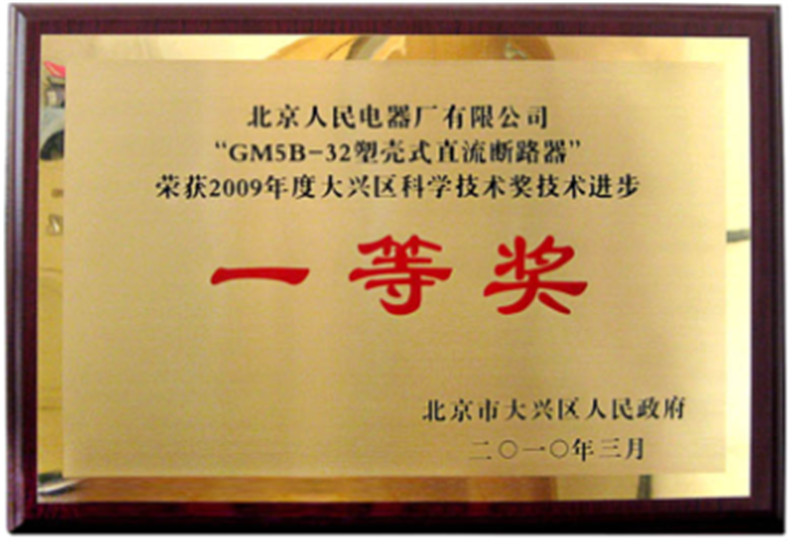 北京人民电器厂有限公司
“GM5B-32塑壳式直流断路器”
荣获2009年度大兴区科学技术奖技术进步
一等奖
北京市大兴区人民政府
二〇一〇年三月